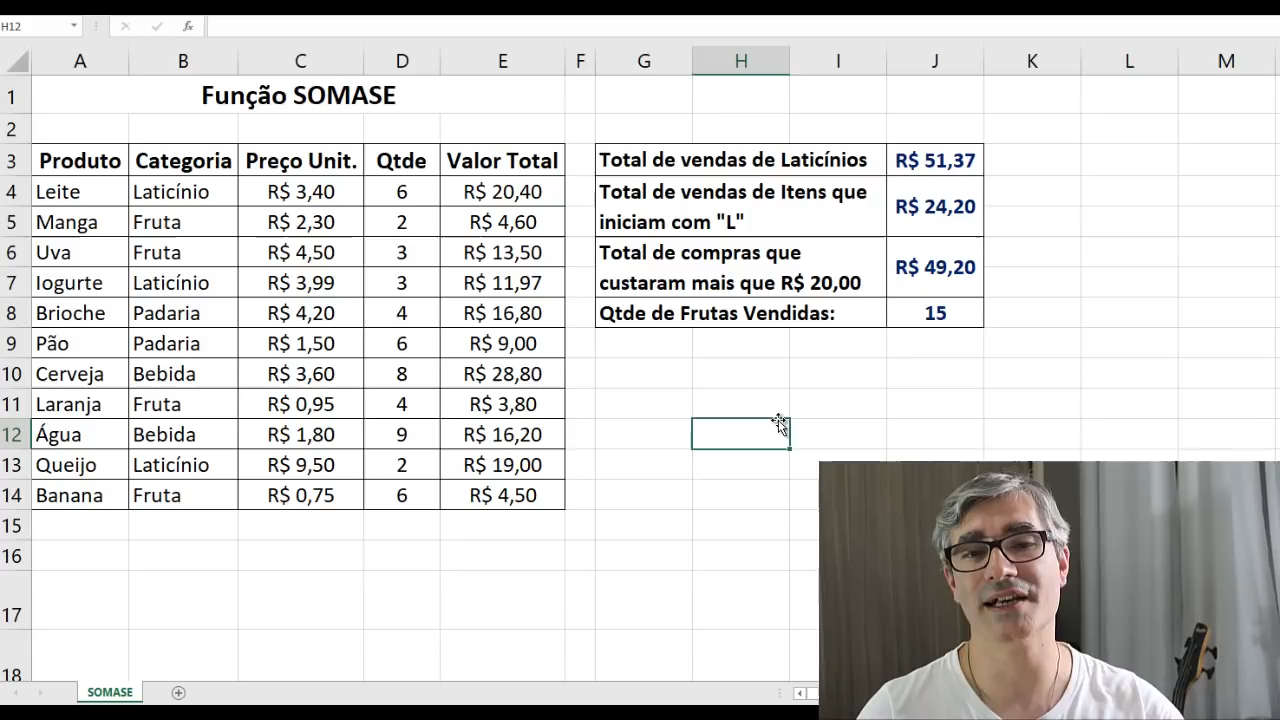 H12 fx
A B C D E F G H I J K L M
1 Função SOMASE
2
3 Produto Categoria Preço Unit. Qtde Valor Total Total de vendas de Laticínios R$ 51,37
4 Leite Laticínio R$ 3,40 6 R$ 20,40 Total de vendas de Itens que
5 Manga Fruta R$ 2,30 2 R$ 4,60 iniciam com "L" R$ 24,20
6 Uva Fruta R$ 4,50 3 R$ 13,50 Total de compras que
7 Iogurte Laticínio R$ 3,99 3 R$ 11,97 custaram mais que R$ 20,00 R$ 49,20
8 Brioche Padaria R$ 4,20 4 R$ 16,80 Qtde de Frutas Vendidas: 15
9 Pão Padaria R$ 1,50 6 R$ 9,00
10 Cerveja Bebida R$ 3,60 8 R$ 28,80
11 Laranja Fruta R$ 0,95 4 R$ 3,80
12 Água Bebida R$ 1,80 9 R$ 16,20
13 Queijo Laticínio R$ 9,50 2 R$ 19,00
14 Banana Fruta R$ 0,75 6 R$ 4,50
15
16
17
18
SOMASE